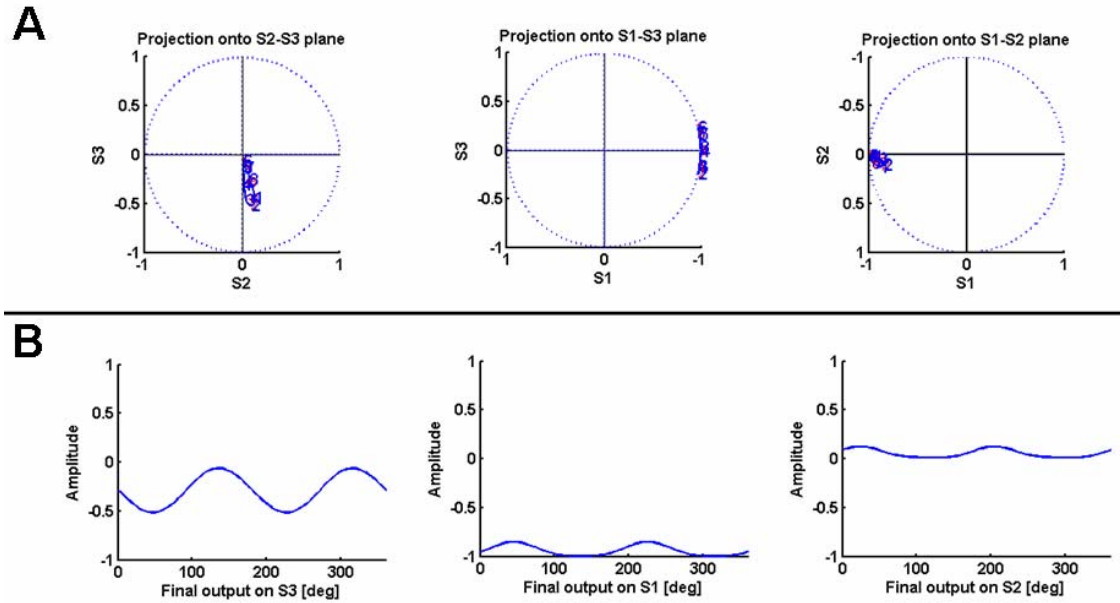 A
Projection onto S2-S3 plane
1
0.5
0
-0.5
-1
S3
-1 0 1
S2
Projection onto S1-S3 plane
1
0.5
0
-0.5
-1
S3
1 0 -1
S1
Projection onto S1-S2 plane
-1
-0.5
0
0.5
1
S2
-1 0 1
S1
B
1
0.5
0
-0.5
-1
Amplitude
0 100 200 300
Final output on S3 [deg]
1
0.5
0
-0.5
-1
Amplitude
0 100 200 300
Final output on S1 [deg]
1
0.5
0
-0.5
-1
Amplitude
0 100 200 300
Final output on S2 [deg]